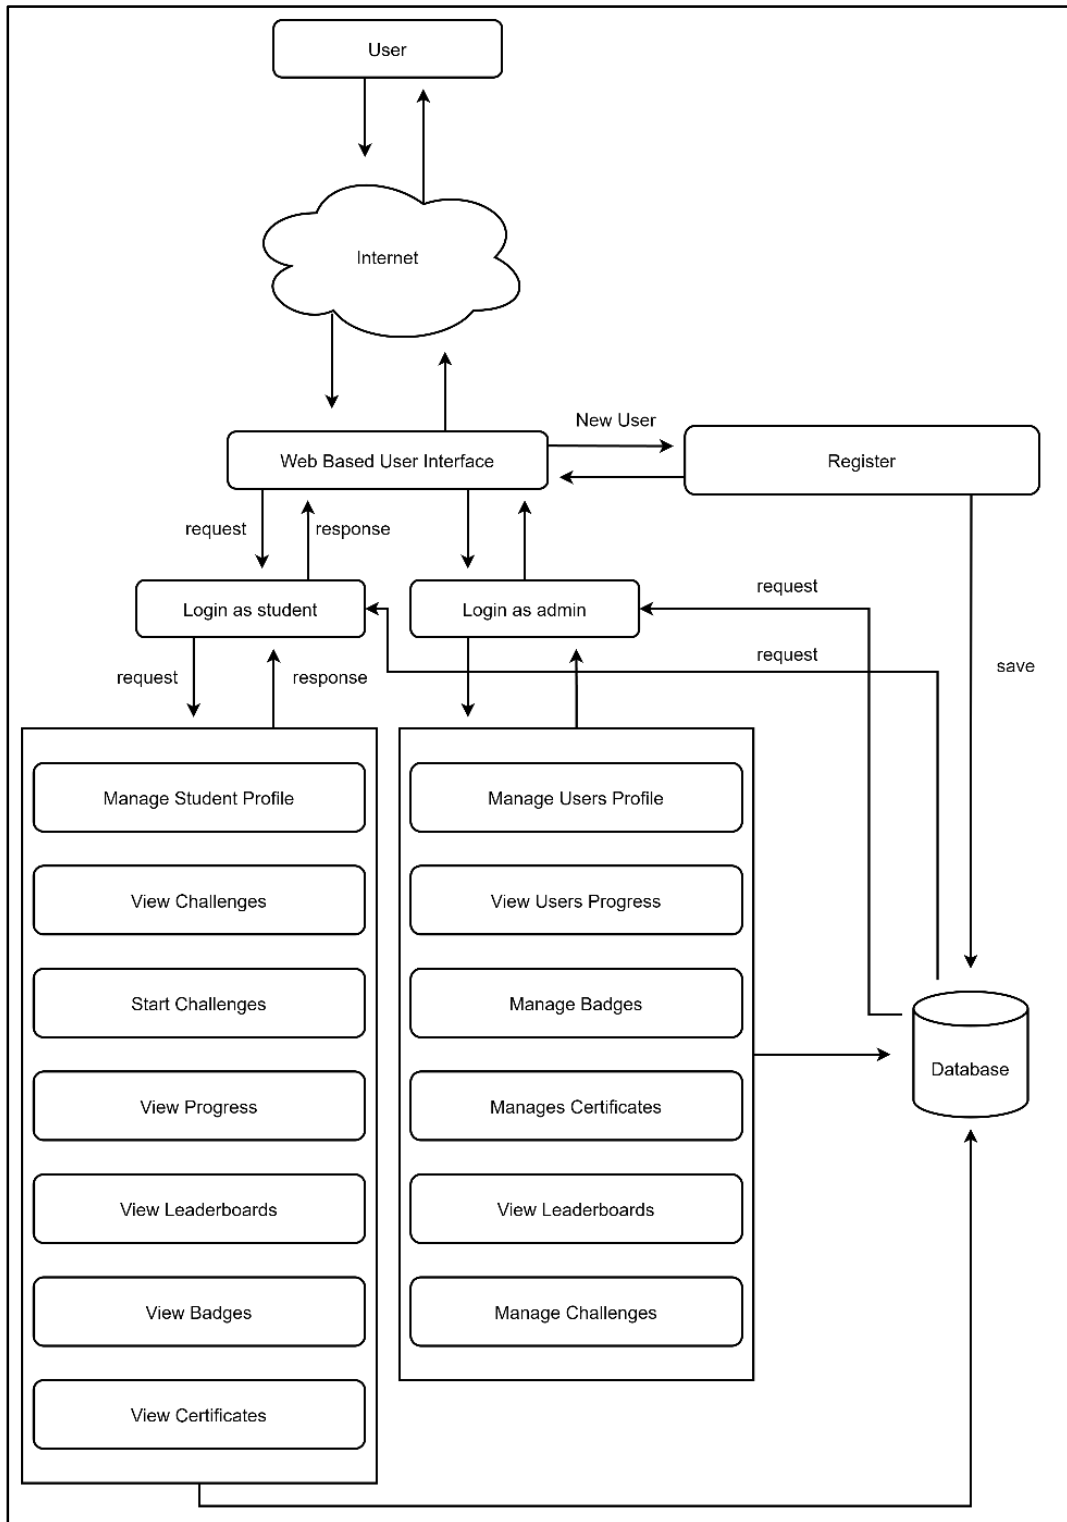 User
Internet
New User
Web Based User Interface
Register
request
response
Login as student
Login as admin
request
request
request
response
save
Manage Student Profile
View Challenges
Start Challenges
View Progress
View Leaderboards
View Badges
View Certificates
Manage Users Profile
View Users Progress
Manage Badges
Manages Certificates
View Leaderboards
Manage Challenges
Database